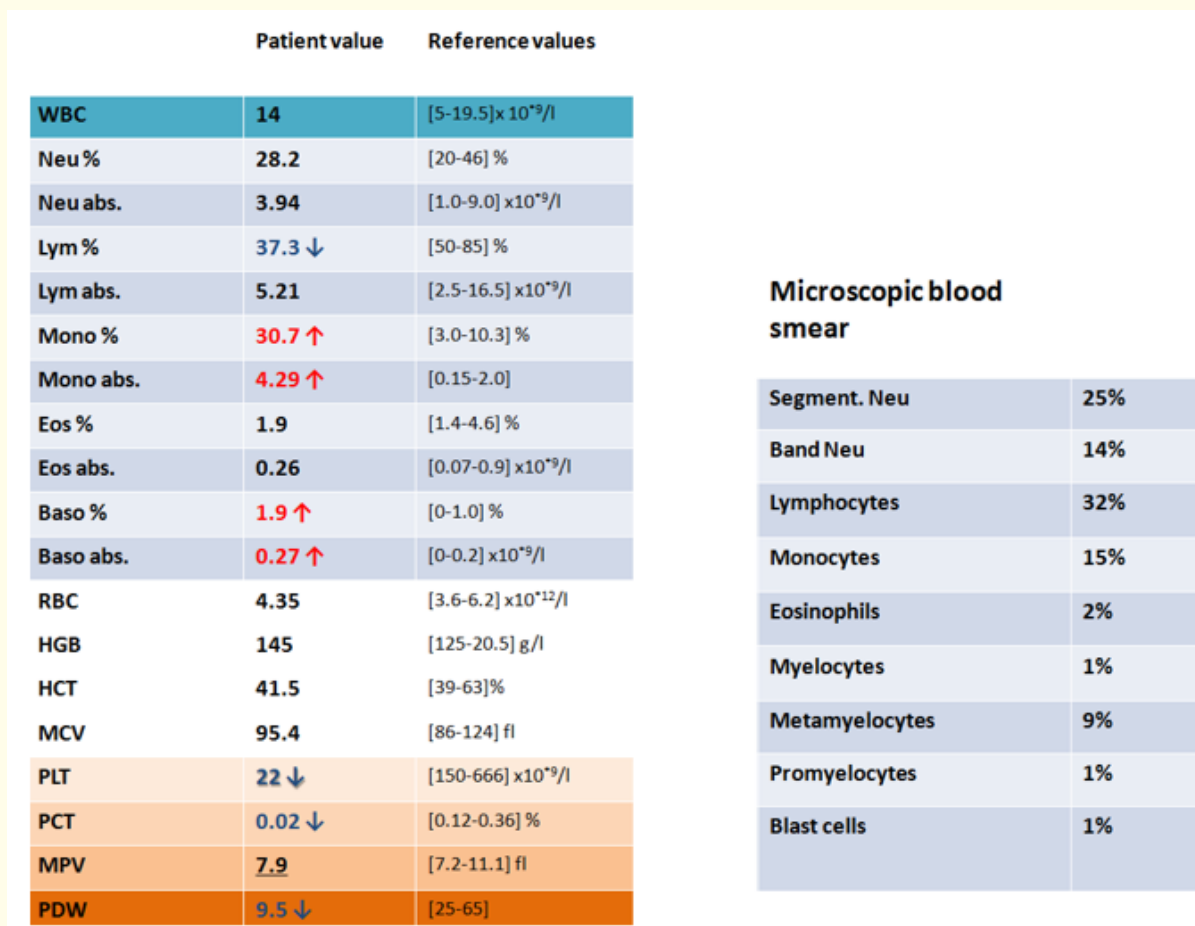 Patient value Reference values
WBC 14 [5-19.5]x 10*9/l
Neu % 28.2 [20-46] %
Neu abs. 3.94 [1.0-9.0] x10*9/l
Lym % 37.3 ↓ [50-85] %
Lym abs. 5.21 [2.5-16.5] x10*9/l
Mono % 30.7 ↑ [3.0-10.3] %
Mono abs. 4.29 ↑ [0.15-2.0]
Eos % 1.9 [1.4-4.6] %
Eos abs. 0.26 [0.07-0.9] x10*9/l
Baso % 1.9 ↑ [0-1.0] %
Baso abs. 0.27 ↑ [0-0.2] x10*9/l
RBC 4.35 [3.6-6.2] x10*12/l
HGB 145 [125-20.5] g/l
HCT 41.5 [39-63]%
MCV 95.4 [86-124] fl
PLT 22 ↓ [150-666] x10*9/l
PCT 0.02 ↓ [0.12-0.36] %
MPV 7.9 [7.2-11.1] fl
PDW 9.5 ↓ [25-65]
Microscopic blood
smear
Segment. Neu 25%
Band Neu 14%
Lymphocytes 32%
Monocytes 15%
Eosinophils 2%
Myelocytes 1%
Metamyelocytes 9%
Promyelocytes 1%
Blast cells 1%